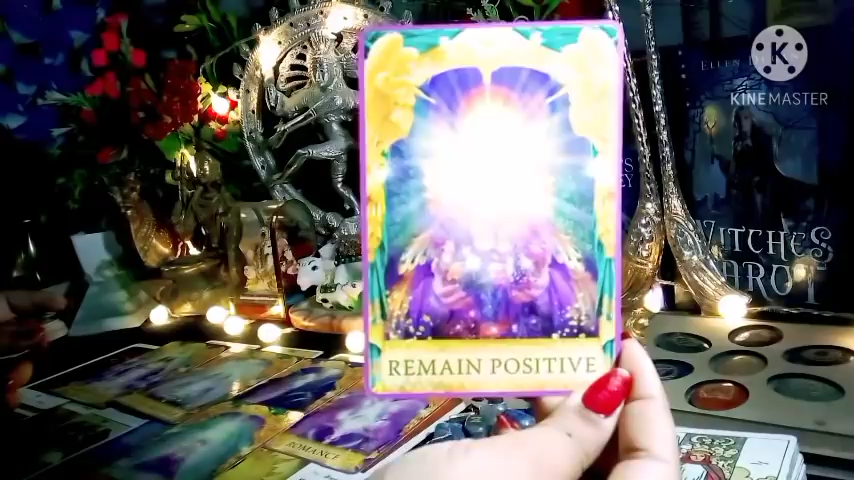 K
KINEMASTER
REMAIN POSITIVE
WITCHES
TAROT
ROMANCE